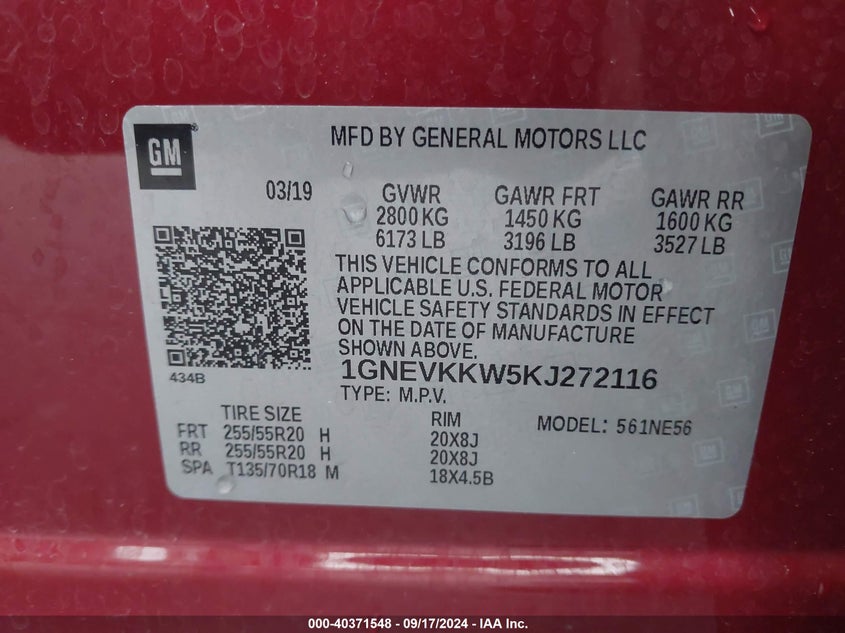 GM
MFD BY GENERAL MOTORS LLC
03/19 GVWR GAWR FRT GAWR RR
2800 KG 1450 KG 1600 KG
6173 LB 3196 LB 3527 LB
THIS VEHICLE CONFORMS TO ALL
APPLICABLE U.S. FEDERAL MOTOR
VEHICLE SAFETY STANDARDS IN EFFECT
ON THE DATE OF MANUFACTURE
SHOWN ABOVE.
434B
1GNEVKKW5KJ272116
TYPE: M.P.V.
TIRE SIZE RIM MODEL: 561NE56
FRT 255/55R20 H 20X8J
RR 255/55R20 H 20X8J
SPA T135/70R18 M 18X4.5B
000-40371548 - 09/17/2024 - IAA Inc.